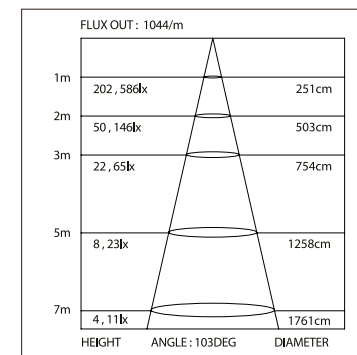 FLUX OUT : 1044/m
1m
202 , 586lx 251cm
2m
50 , 146lx 503cm
3m
22 , 65lx 754cm
5m
8 , 23lx 1258cm
7m
4 , 11lx 1761cm
HEIGHT ANGLE : 103DEG DIAMETER